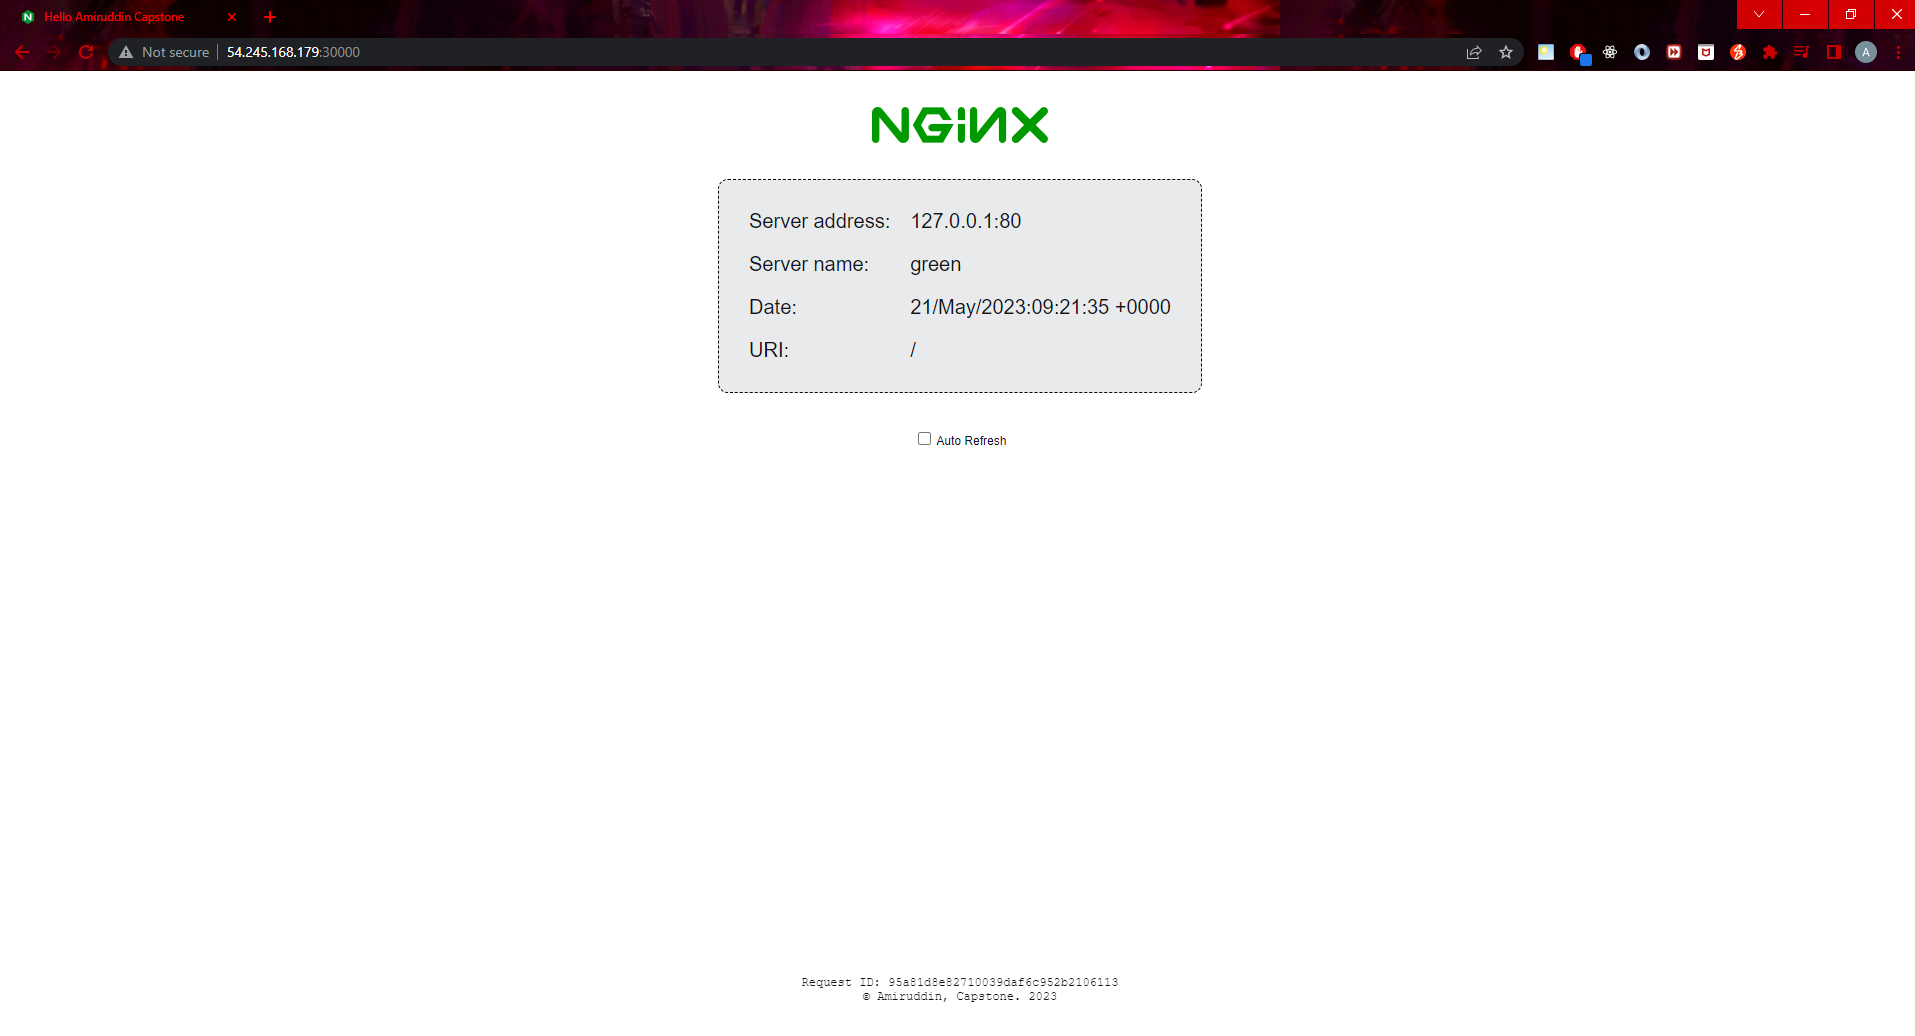 Hello Amiruddin Capstone
Not secure 54.245.168.179:30000
A
NGINX
Server address: 127.0.0.1:80
Server name: green
Date: 21/May/2023:09:21:35 +0000
URI: /
Auto Refresh
Request ID: 95a81d8e82710039daf6c952b2106113
© Amiruddin, Capstone. 2023